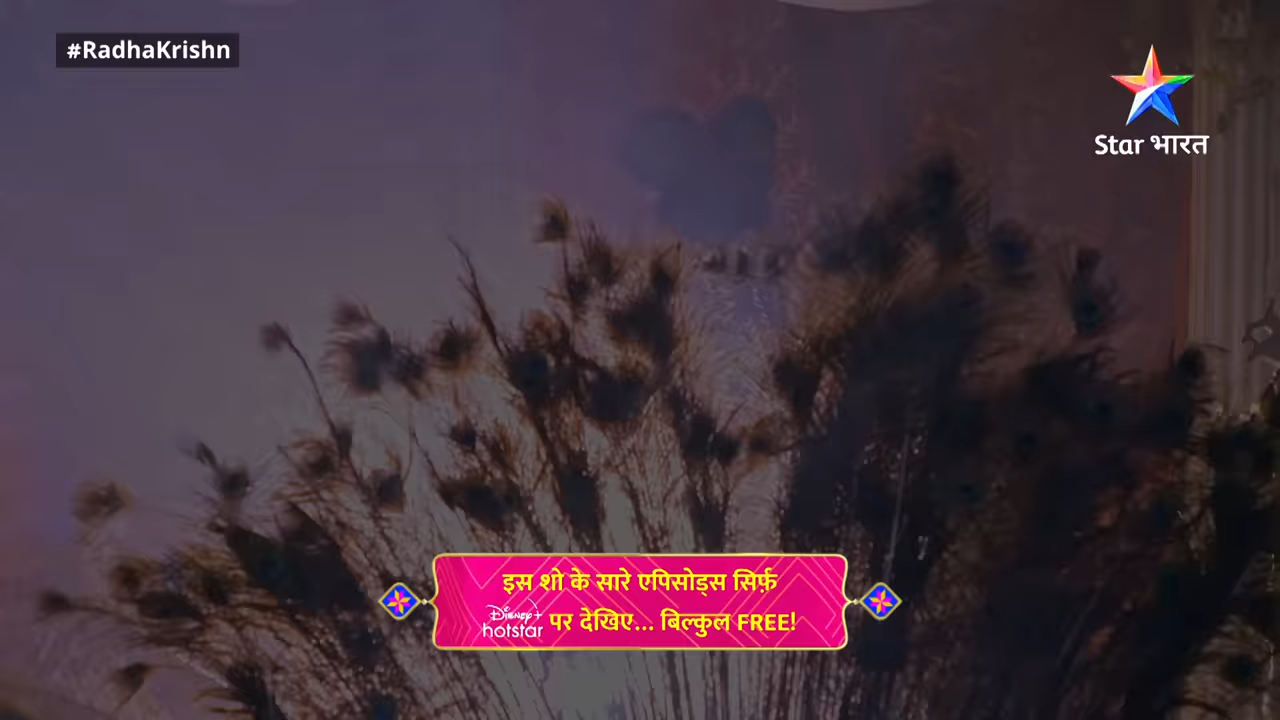 #RadhaKrishn
Star भारत
इस शो के सारे एपिसोड्स सिर्फ़
Disney+ hotstar पर देखिए... बिल्कुल FREE!